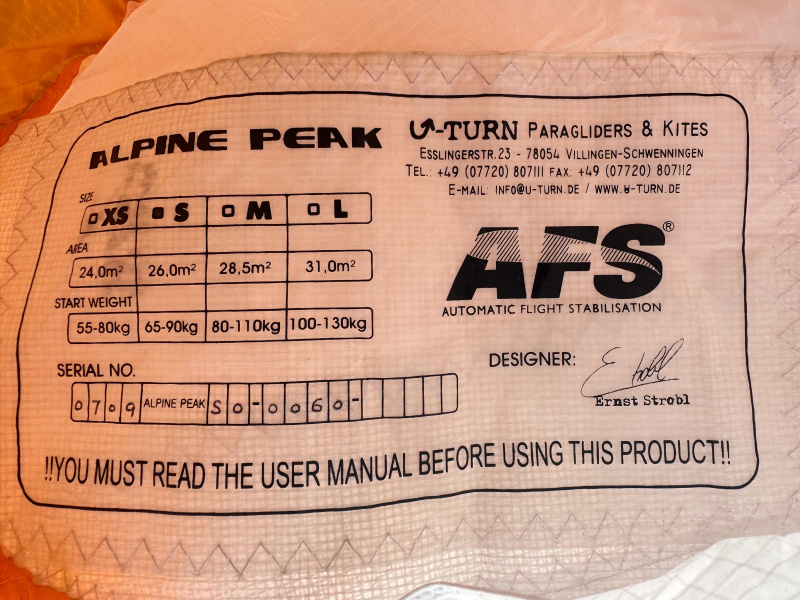 ALPINE PEAK
U-TURN PARAGLIDERS & KITES
ESSLINGERSTR.23 - 78054 VILLINGEN-SCHWENNINGEN
TEL.: +49 (07720) 807111 FAX: +49 (07720) 807112
E-MAIL: INFO@U-TURN.DE / WWW.U-TURN.DE
SIZE
XS S M L
AREA
24,0m² 26,0m² 28,5m² 31,0m²
START WEIGHT
55-80kg 65-90kg 80-110kg 100-130kg
AFS®
AUTOMATIC FLIGHT STABILISATION
SERIAL NO.
0709 ALPINE PEAK S0-0060-
DESIGNER:
Ernst Strobl
!!YOU MUST READ THE USER MANUAL BEFORE USING THIS PRODUCT!!